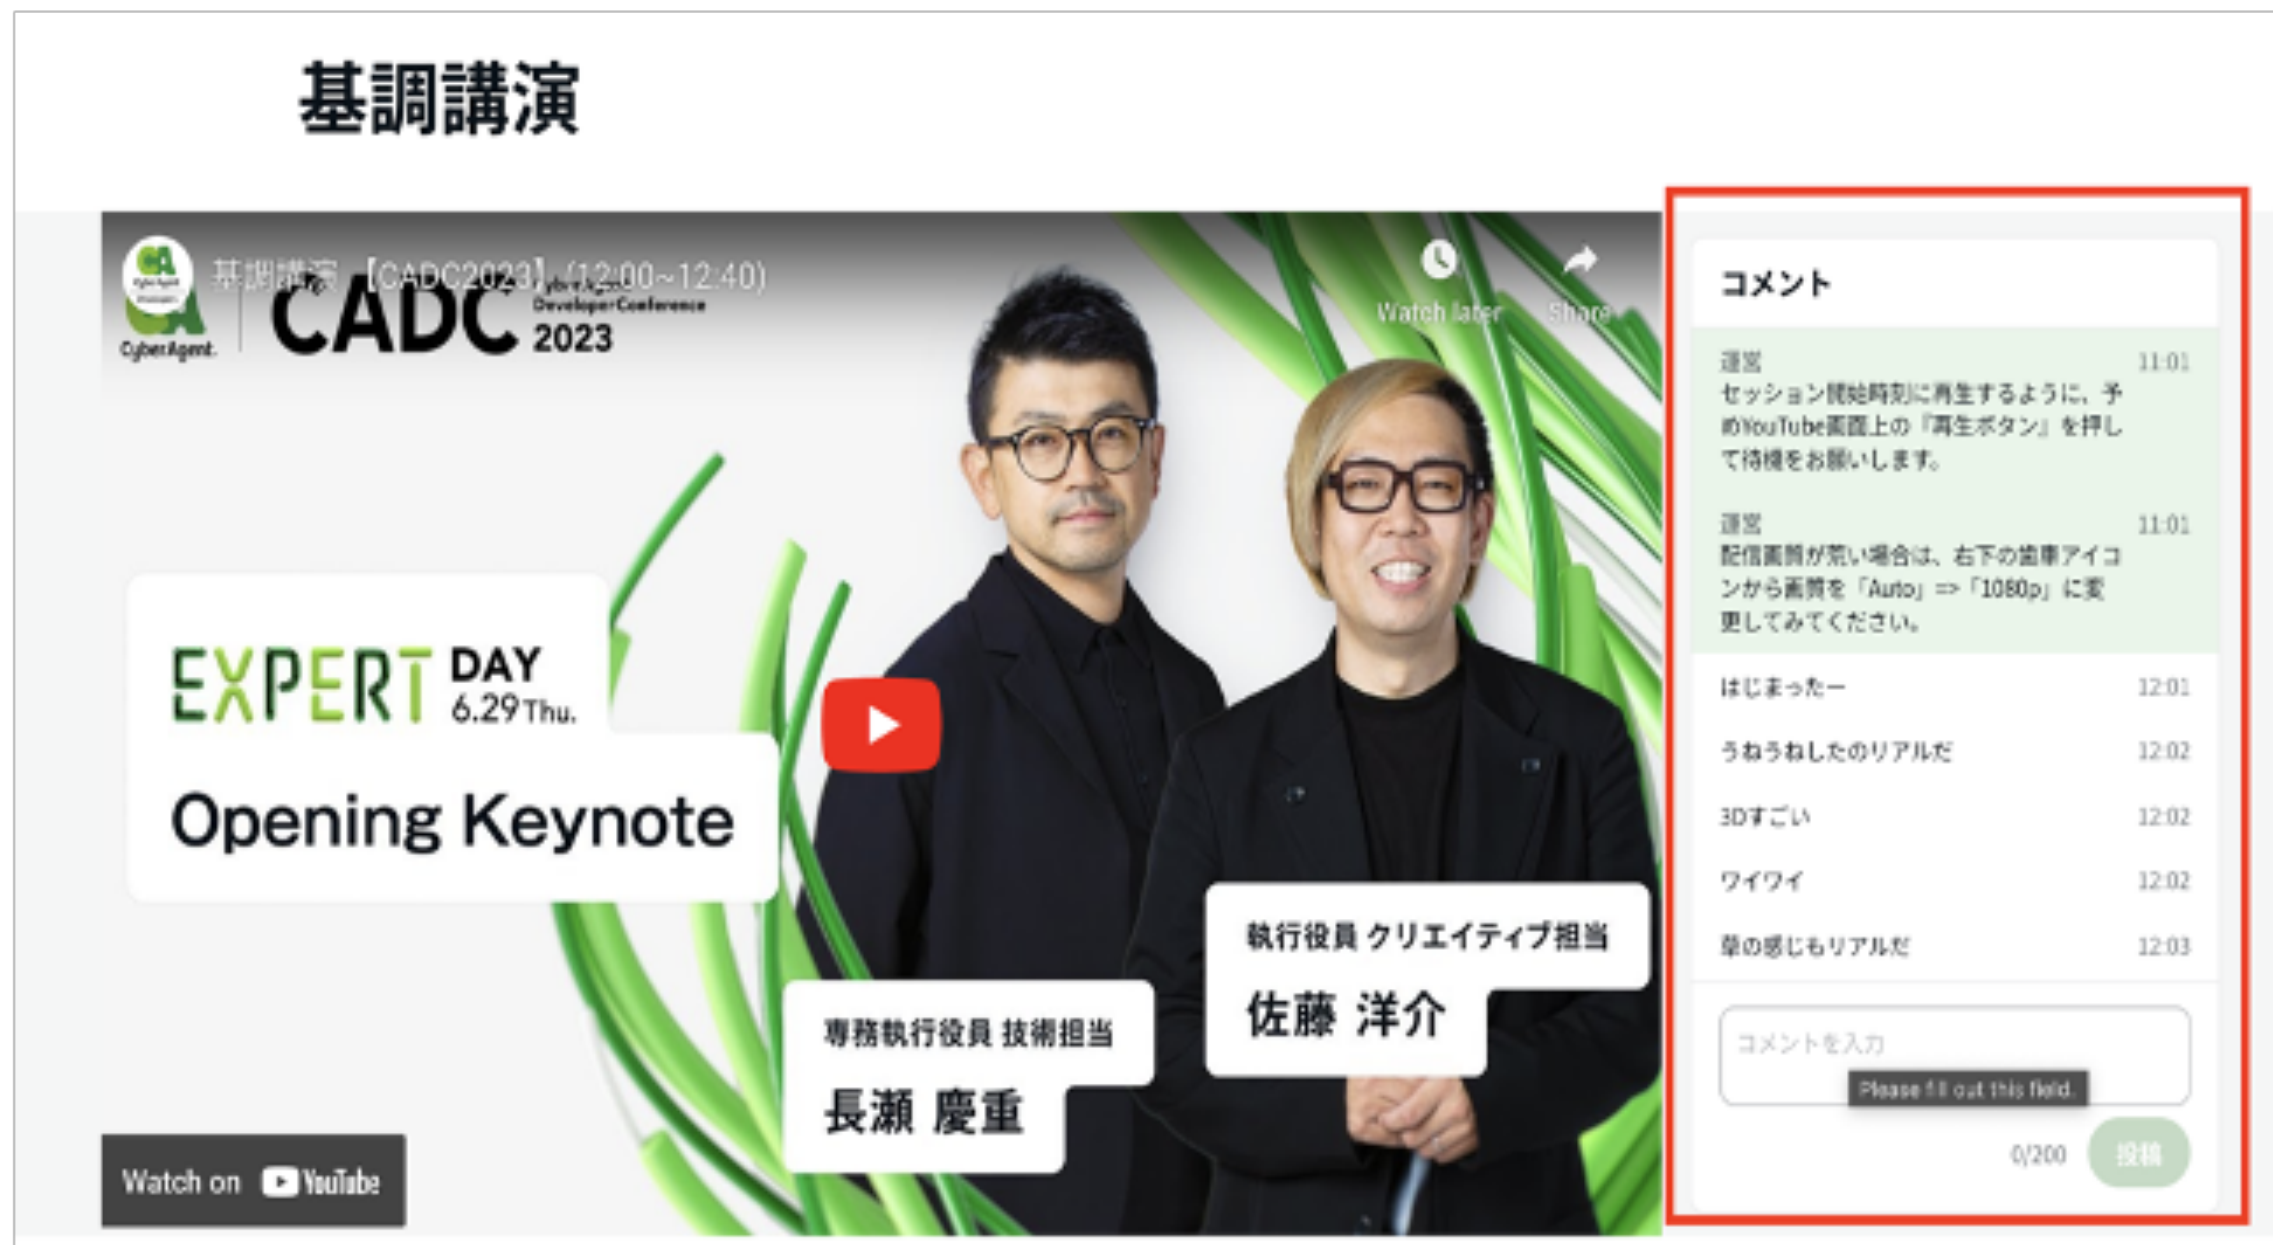 基調講演
基調講演 【CADC2023】 (12:00~12:40)
Watch later
Share
CyberAgent.
CADC
CyberAgent
DeveloperConference
2023
EXPERT DAY
6.29 Thu.
Opening Keynote
執行役員 クリエイティブ担当
佐藤 洋介
専務執行役員 技術担当
長瀬 慶重
Watch on YouTube
コメント
運営 11:01
セッション開始時刻に再生するように、予
めYouTube画面上の『再生ボタン』を押し
て待機をお願いします。
運営 11:01
配信画質が荒い場合は、右下の歯車アイコ
ンから画質を「Auto」=>「1080p」に変
更してみてください。
はじまったー 12:01
うねうねしたのリアルだ 12:02
3Dすごい 12:02
ワイワイ 12:02
草の感じもリアルだ 12:03
コメントを入力
Please fill out this field.
0/200
投稿